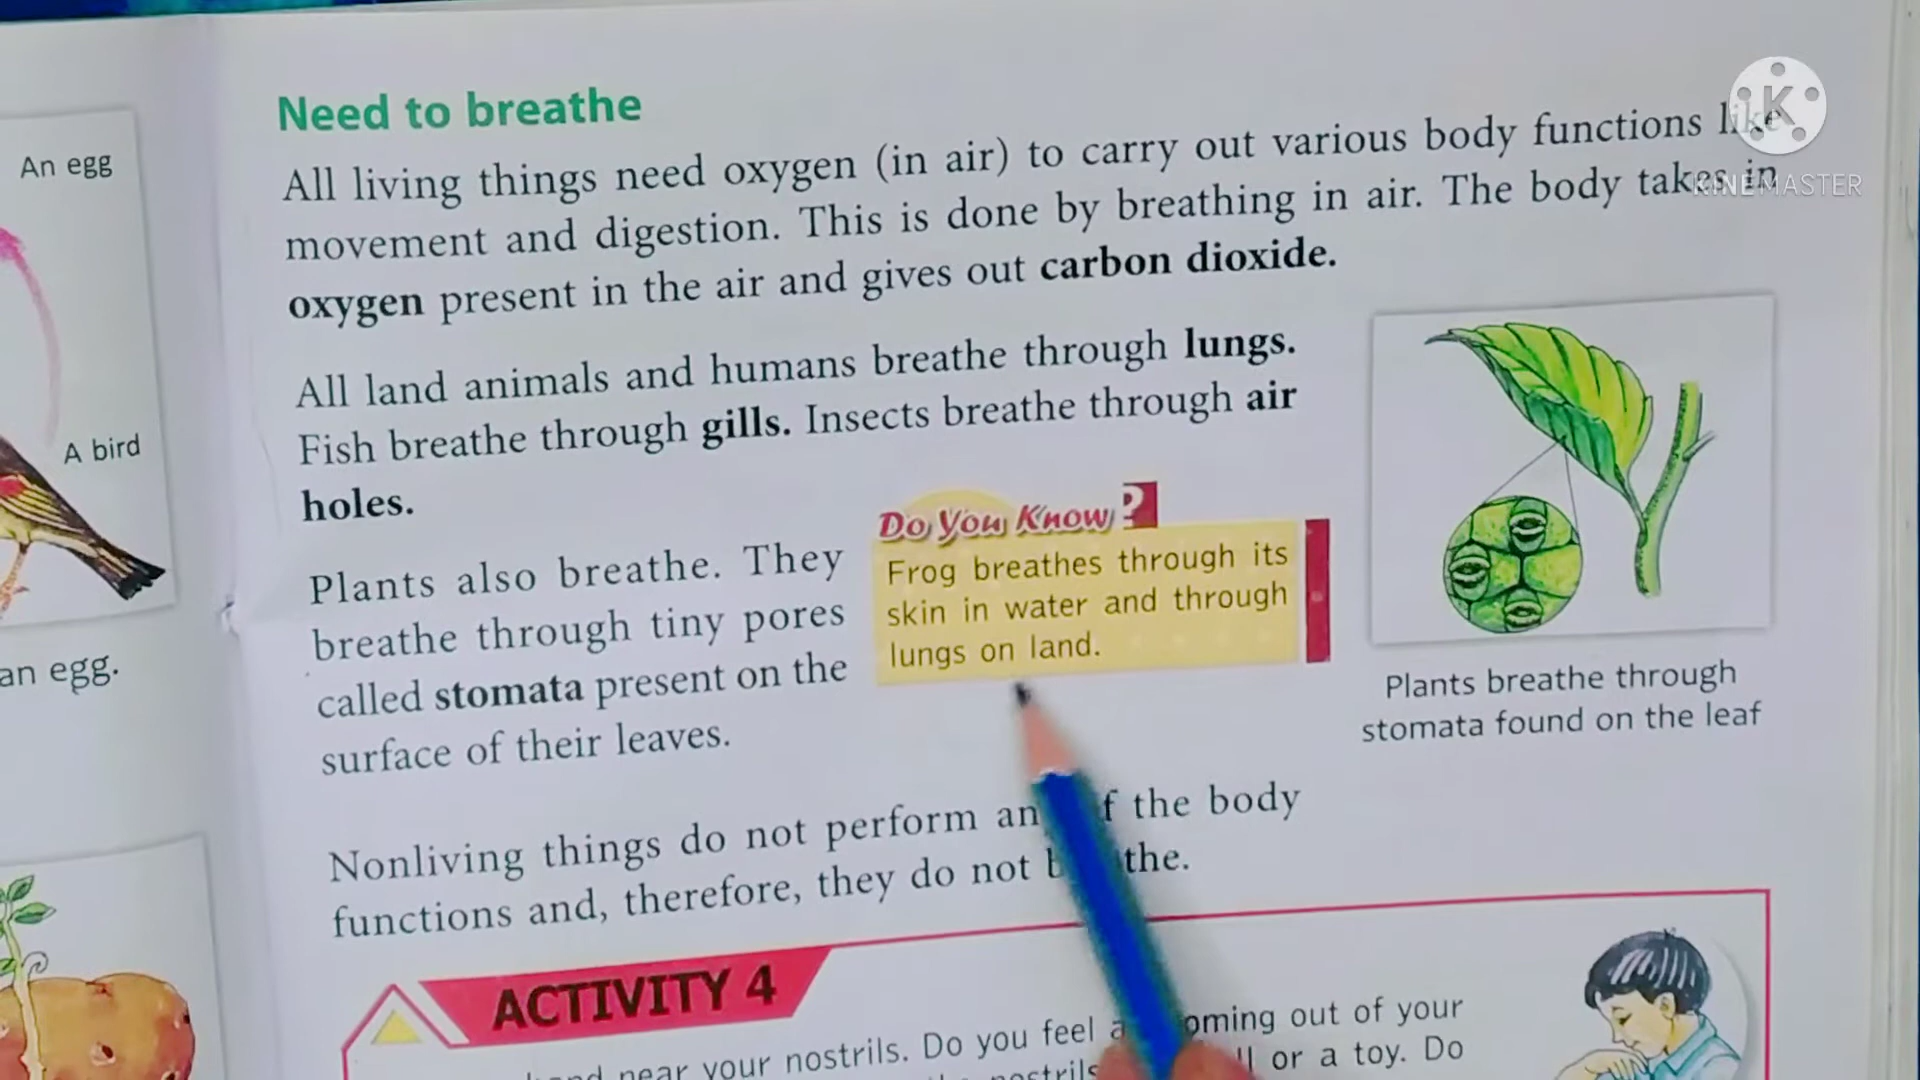 An egg
A bird
an egg.
Need to breathe
All living things need oxygen (in air) to carry out various body functions like
movement and digestion. This is done by breathing in air. The body takes in
oxygen present in the air and gives out carbon dioxide.
All land animals and humans breathe through lungs.
Fish breathe through gills. Insects breathe through air
holes.
Plants also breathe. They
breathe through tiny pores
called stomata present on the
surface of their leaves.
Do You Know?
Frog breathes through its
skin in water and through
lungs on land.
Plants breathe through
stomata found on the leaf
Nonliving things do not perform the body
functions and, therefore, they do not
ACTIVITY 4
near your nostrils. Do you feel out of your
nostrils or a toy. Do
K
KINEMASTER